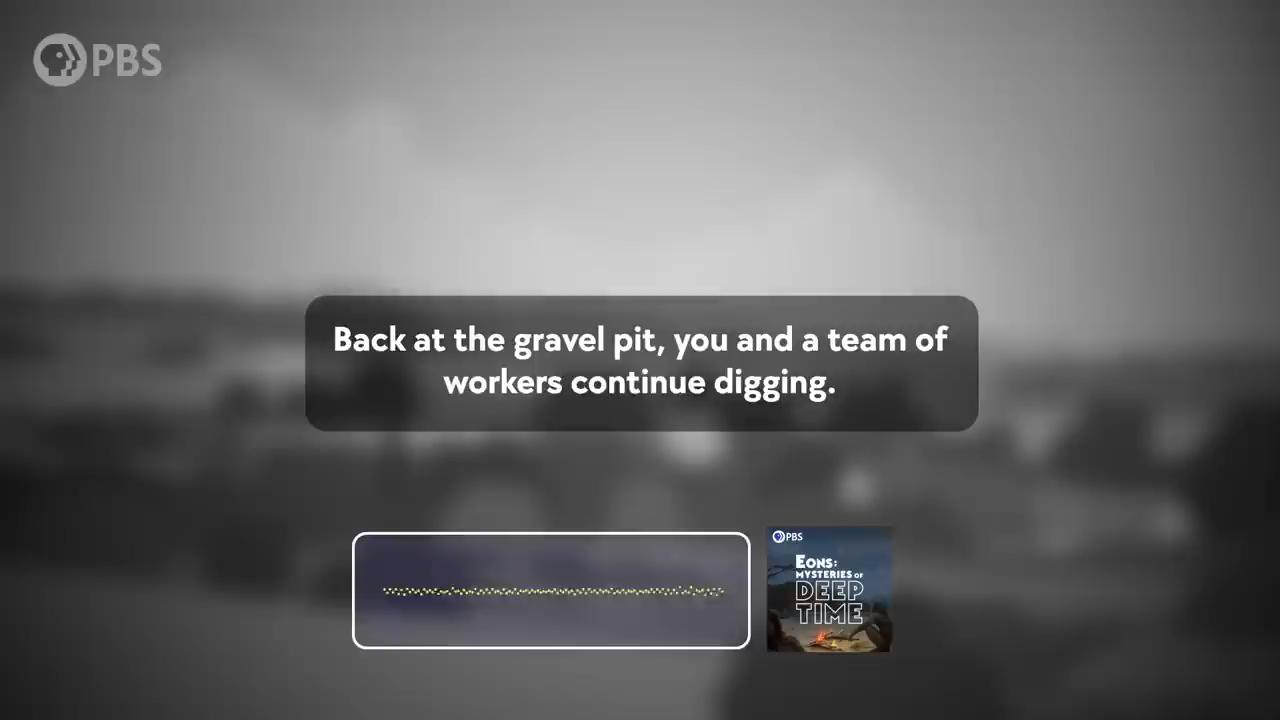 PBS
Back at the gravel pit, you and a team of
workers continue digging.
PBS
EONS:
MYSTERIES OF
DEEP
TIME